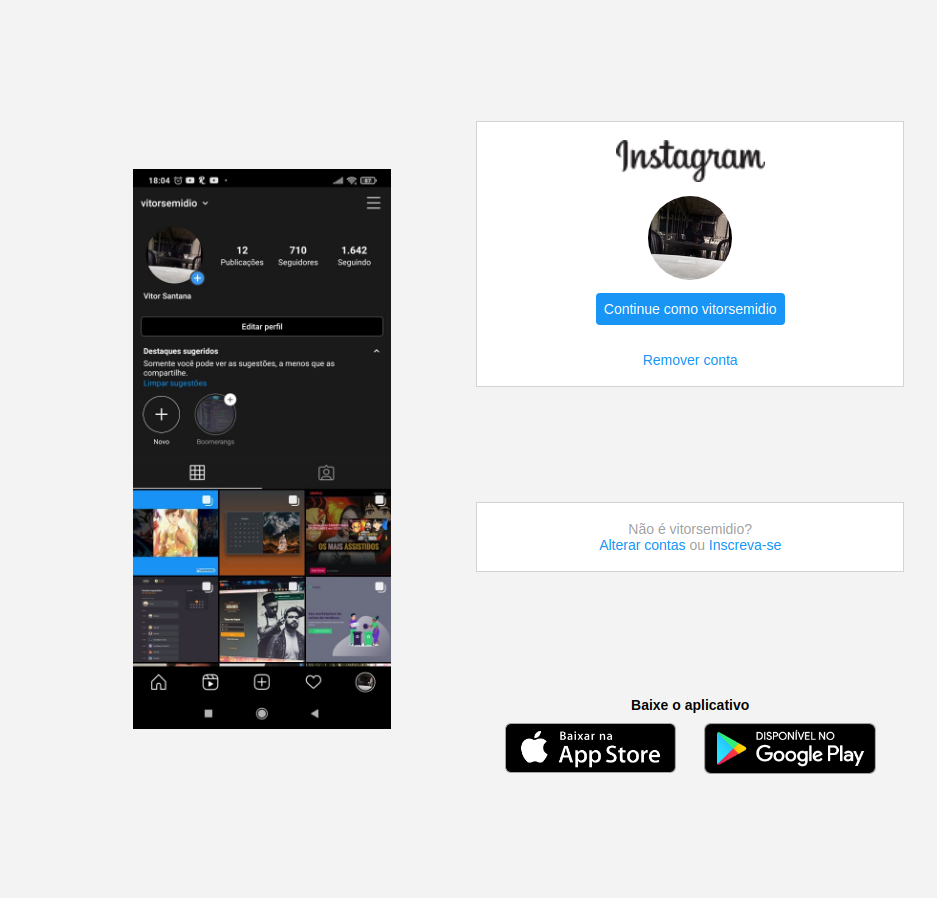 18:04
87
vitorsemidio
12 710 1.642
Publicações Seguidores Seguindo
Vitor Santana
Editar perfil
Destaques sugeridos
Somente você pode ver as sugestões, a menos que as
compartilhe.
Limpar sugestões
Novo Boomerangs
OS MAIS ASSISTIDOS
Instagram
Continue como vitorsemidio
Remover conta
Não é vitorsemidio?
Alterar contas ou Inscreva-se
Baixe o aplicativo
Baixar na
App Store
DISPONÍVEL NO
Google Play